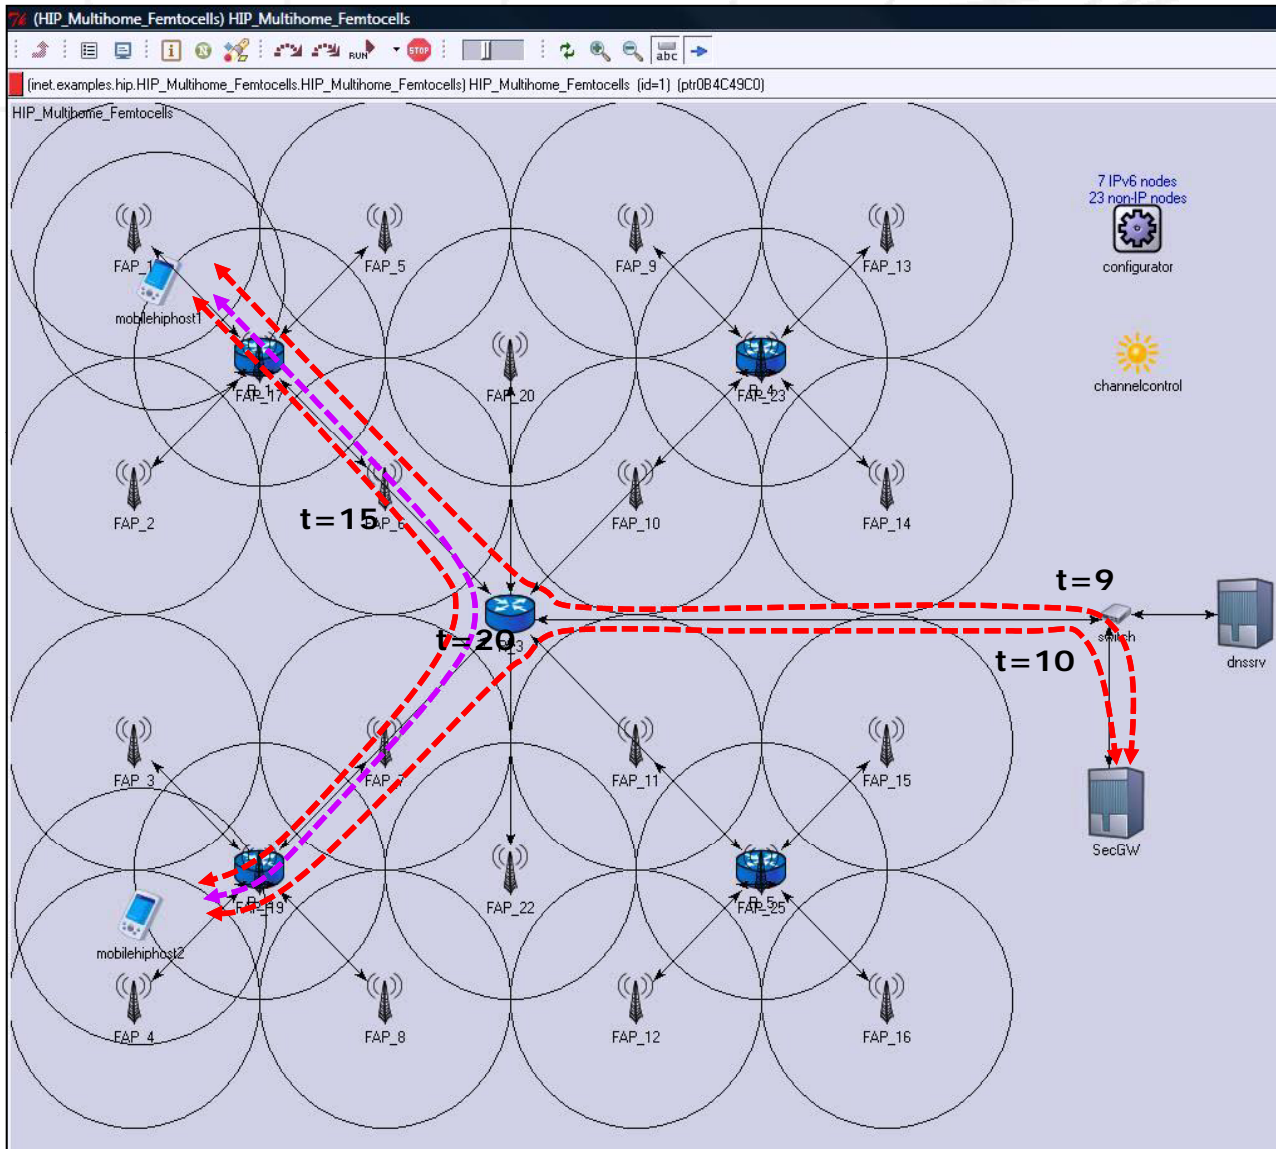 (HIP_Multihome_Femtocells) HIP_Multihome_Femtocells
RUN
STOP
abc
(inet.examples.hip.HIP_Multihome_Femtocells.HIP_Multihome_Femtocells) HIP_Multihome_Femtocells (id=1) (ptr0B4C49C0)
HIP_Multihome_Femtocells
7 IPv6 nodes
23 non-IP nodes
FAP_1
FAP_5
FAP_9
FAP_13
configurator
mobilehiphost1
FAP_17
FAP_20
FAP_23
channelcontrol
FAP_2
t=15
FAP_6
FAP_10
FAP_14
t=9
t=20
switch
t=10
dnssrv
FAP_3
FAP_7
FAP_11
FAP_15
SecGW
FAP_19
FAP_22
FAP_25
mobilehiphost2
FAP_4
FAP_8
FAP_12
FAP_16